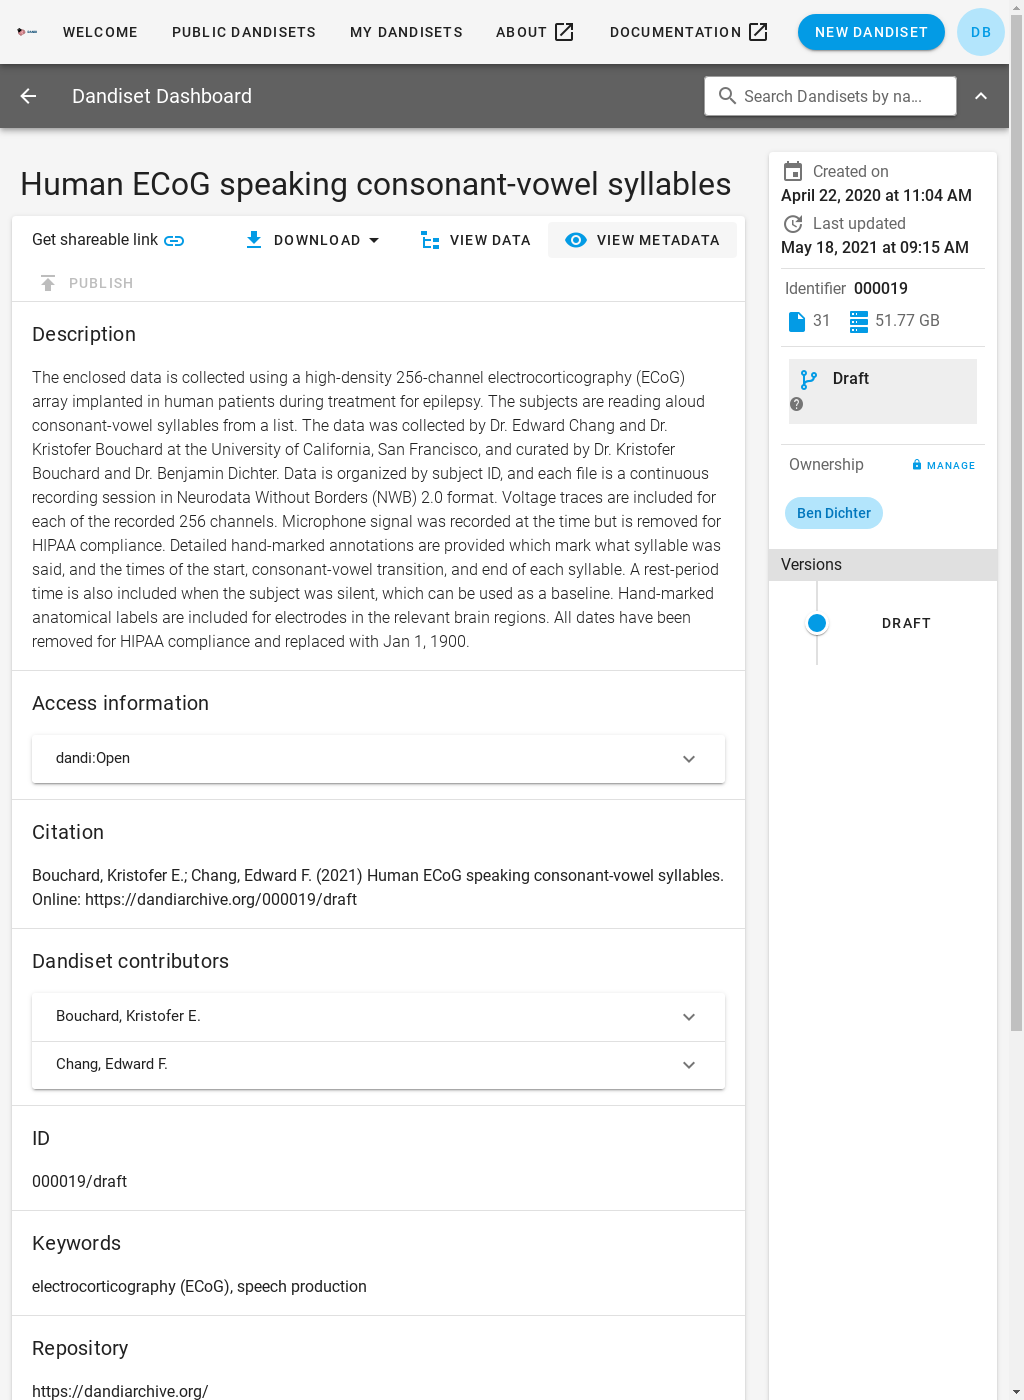 WELCOME PUBLIC DANDISETS MY DANDISETS ABOUT DOCUMENTATION NEW DANDISET DB
Dandiset Dashboard Search Dandisets by na...
Human ECoG speaking consonant-vowel syllables
Get shareable link DOWNLOAD VIEW DATA VIEW METADATA
PUBLISH
Description
The enclosed data is collected using a high-density 256-channel electrocorticography (ECoG)
array implanted in human patients during treatment for epilepsy. The subjects are reading aloud
consonant-vowel syllables from a list. The data was collected by Dr. Edward Chang and Dr.
Kristofer Bouchard at the University of California, San Francisco, and curated by Dr. Kristofer
Bouchard and Dr. Benjamin Dichter. Data is organized by subject ID, and each file is a continuous
recording session in Neurodata Without Borders (NWB) 2.0 format. Voltage traces are included for
each of the recorded 256 channels. Microphone signal was recorded at the time but is removed for
HIPAA compliance. Detailed hand-marked annotations are provided which mark what syllable was
said, and the times of the start, consonant-vowel transition, and end of each syllable. A rest-period
time is also included when the subject was silent, which can be used as a baseline. Hand-marked
anatomical labels are included for electrodes in the relevant brain regions. All dates have been
removed for HIPAA compliance and replaced with Jan 1, 1900.
Access information
dandi:Open
Citation
Bouchard, Kristofer E.; Chang, Edward F. (2021) Human ECoG speaking consonant-vowel syllables.
Online: https://dandiarchive.org/000019/draft
Dandiset contributors
Bouchard, Kristofer E.
Chang, Edward F.
ID
000019/draft
Keywords
electrocorticography (ECoG), speech production
Repository
https://dandiarchive.org/
Created on
April 22, 2020 at 11:04 AM
Last updated
May 18, 2021 at 09:15 AM
Identifier 000019
31 51.77 GB
Draft
Ownership MANAGE
Ben Dichter
Versions
DRAFT